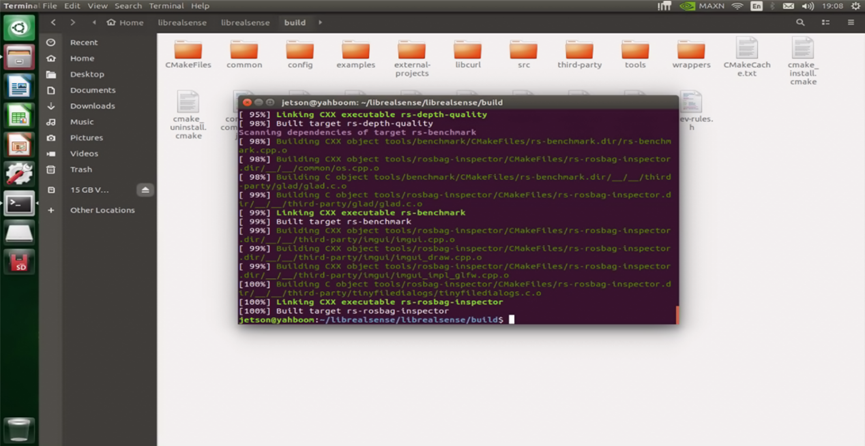 Terminal File Edit View Search Terminal Help
MAXN
En
19:08
Home librealsense librealsense build
Recent
Home
Desktop
Documents
Downloads
Music
Pictures
Videos
Trash
15 GB V...
Other Locations
CMakeFiles common config examples external-projects libcurl src third-party tools wrappers CMakeCache.txt cmake_install.cmake
cmake_uninstall.cmake
dev-rules.h
jetson@yahboom: ~/librealsense/librealsense/build
[ 95%] Linking CXX executable rs-depth-quality
[ 98%] Built target rs-depth-quality
Scanning dependencies of target rs-benchmark
[ 98%] Building CXX object tools/benchmark/CMakeFiles/rs-benchmark.dir/rs-benchm
ark.cpp.o
[ 98%] Building CXX object tools/rosbag-inspector/CMakeFiles/rs-rosbag-inspector
.dir/__/__/common/os.cpp.o
[ 98%] Building C object tools/benchmark/CMakeFiles/rs-benchmark.dir/__/__/third
-party/glad/glad.c.o
[ 99%] Building C object tools/rosbag-inspector/CMakeFiles/rs-rosbag-inspector.d
ir/__/__/third-party/glad/glad.c.o
[ 99%] Linking CXX executable rs-benchmark
[ 99%] Built target rs-benchmark
[ 99%] Building CXX object tools/rosbag-inspector/CMakeFiles/rs-rosbag-inspector
.dir/__/__/third-party/imgui/imgui.cpp.o
[ 99%] Building CXX object tools/rosbag-inspector/CMakeFiles/rs-rosbag-inspector
.dir/__/__/third-party/imgui/imgui_draw.cpp.o
[ 99%] Building CXX object tools/rosbag-inspector/CMakeFiles/rs-rosbag-inspector
.dir/__/__/third-party/imgui/imgui_impl_glfw.cpp.o
[100%] Building C object tools/rosbag-inspector/CMakeFiles/rs-rosbag-inspector.d
ir/__/__/third-party/tinyfiledialogs/tinyfiledialogs.c.o
[100%] Linking CXX executable rs-rosbag-inspector
[100%] Built target rs-rosbag-inspector
jetson@yahboom:~/librealsense/librealsense/build$
SD